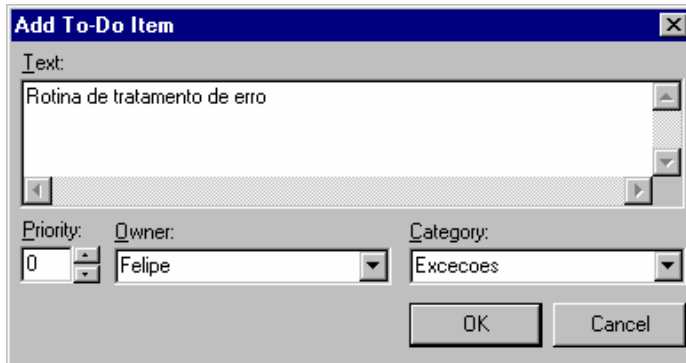 Add To-Do Item
Text:
Rotina de tratamento de erro
Priority: Owner: Category:
0 Felipe Excecoes
OK Cancel